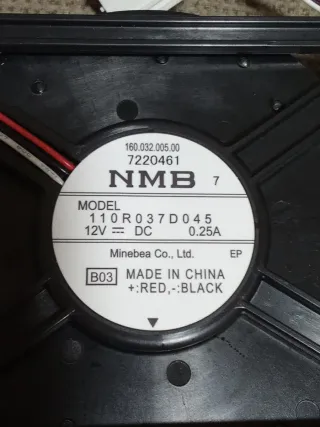 160.032.005.00
7220461
NMB 7
MODEL
110R037D045
12V ⎓ DC 0.25A
Minebea Co., Ltd. EP
B03 MADE IN CHINA
+:RED,-:BLACK